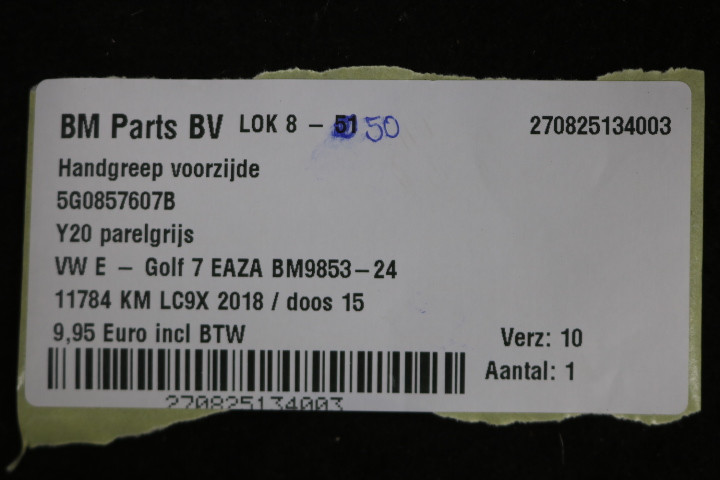 BM Parts BV LOK 8 - 51 50 270825134003
Handgreep voorzijde
5G0857607B
Y20 parelgrijs
VW E - Golf 7 EAZA BM9853-24
11784 KM LC9X 2018 / doos 15
9,95 Euro incl BTW Verz: 10
Aantal: 1
270825134003